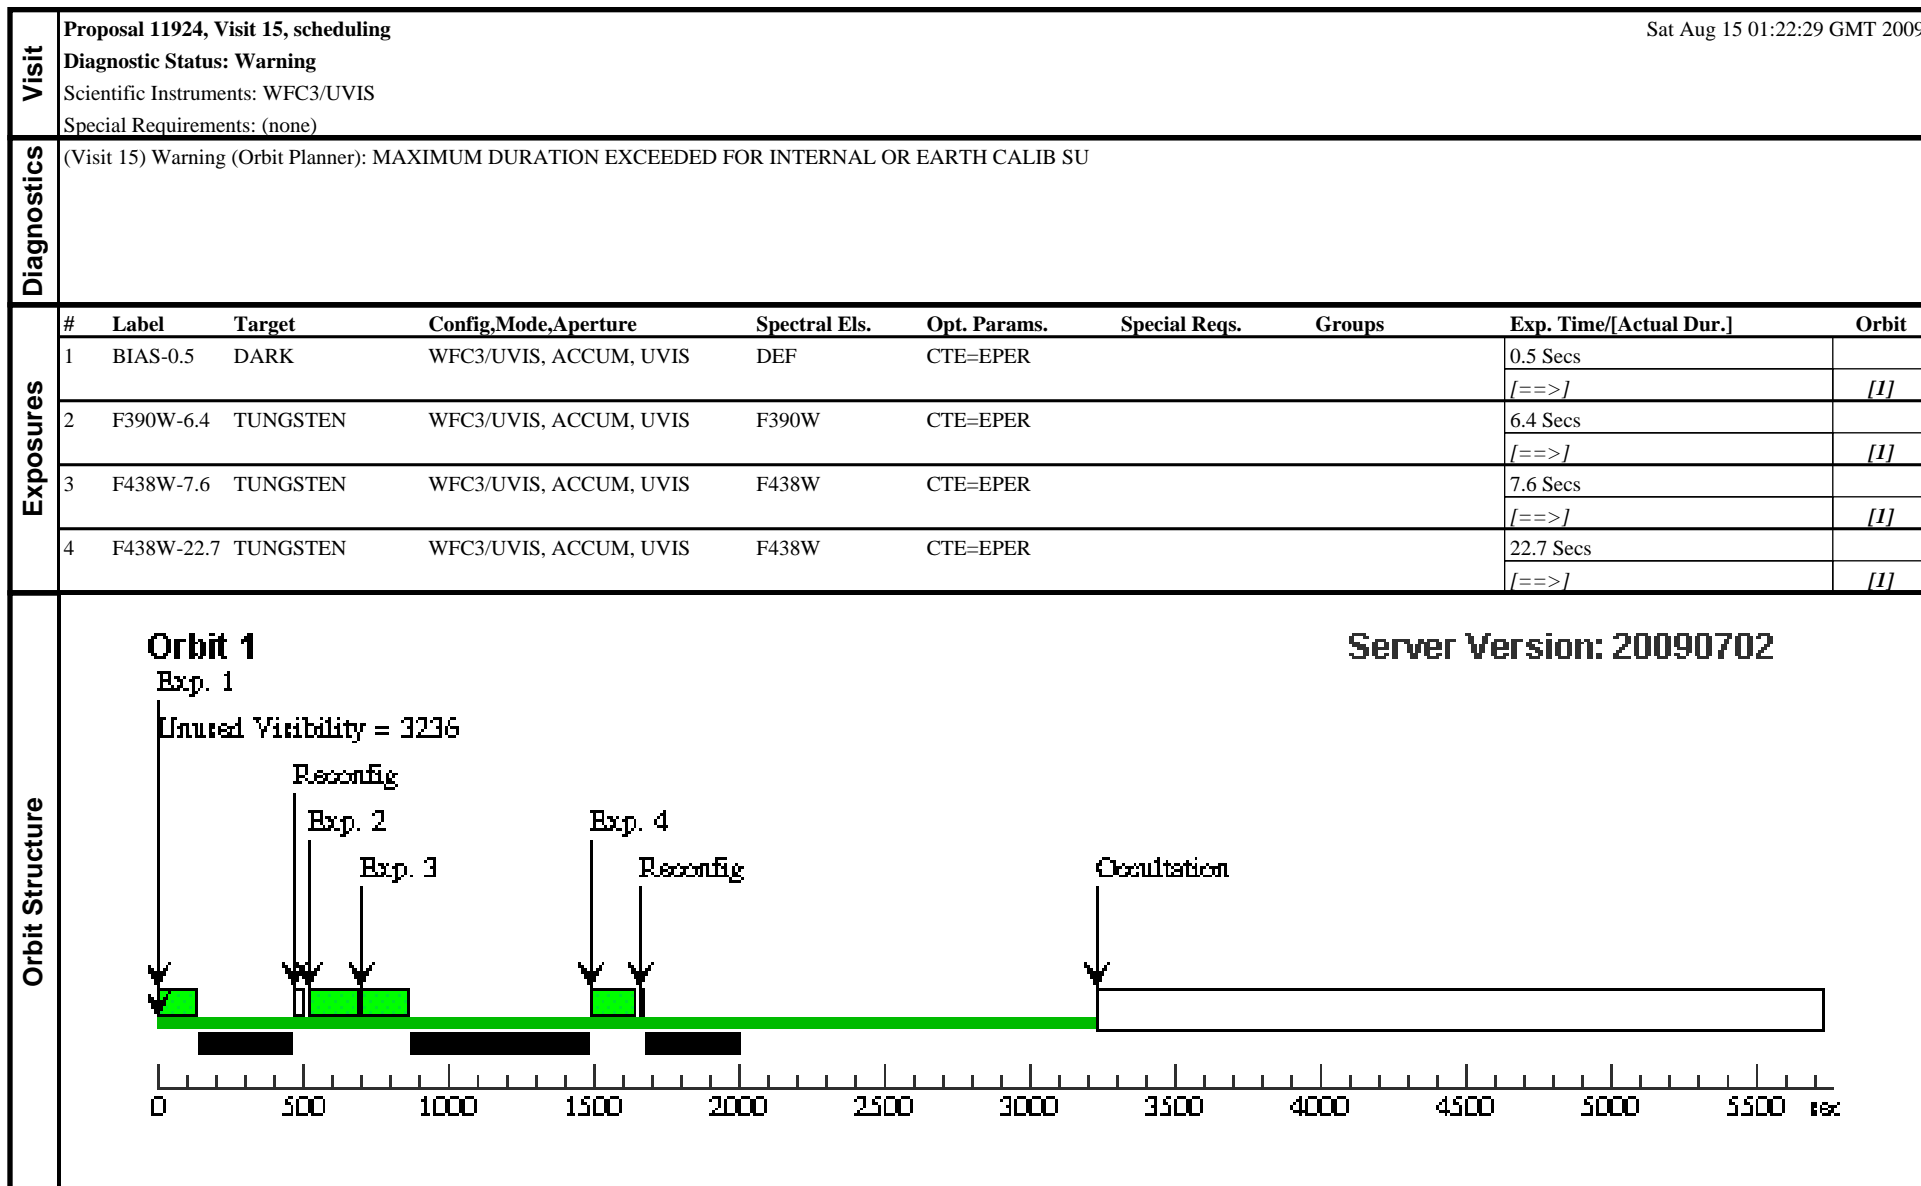 Visit
Proposal 11924, Visit 15, scheduling
Sat Aug 15 01:22:29 GMT 2009
Diagnostic Status: Warning
Scientific Instruments: WFC3/UVIS
Special Requirements: (none)
Diagnostics
(Visit 15) Warning (Orbit Planner): MAXIMUM DURATION EXCEEDED FOR INTERNAL OR EARTH CALIB SU
Exposures
# Label Target Config,Mode,Aperture Spectral Els. Opt. Params. Special Reqs. Groups Exp. Time/[Actual Dur.] Orbit
1 BIAS-0.5 DARK WFC3/UVIS, ACCUM, UVIS DEF CTE=EPER 0.5 Secs
[==>] [1]
2 F390W-6.4 TUNGSTEN WFC3/UVIS, ACCUM, UVIS F390W CTE=EPER 6.4 Secs
[==>] [1]
3 F438W-7.6 TUNGSTEN WFC3/UVIS, ACCUM, UVIS F438W CTE=EPER 7.6 Secs
[==>] [1]
4 F438W-22.7 TUNGSTEN WFC3/UVIS, ACCUM, UVIS F438W CTE=EPER 22.7 Secs
[==>] [1]
Orbit Structure
Orbit 1
Server Version: 20090702
Exp. 1
Unused Visibility = 3236
Reconfig
Exp. 2
Exp. 4
Exp. 3
Reconfig
Occultation
0 500 1000 1500 2000 2500 3000 3500 4000 4500 5000 5500 sec